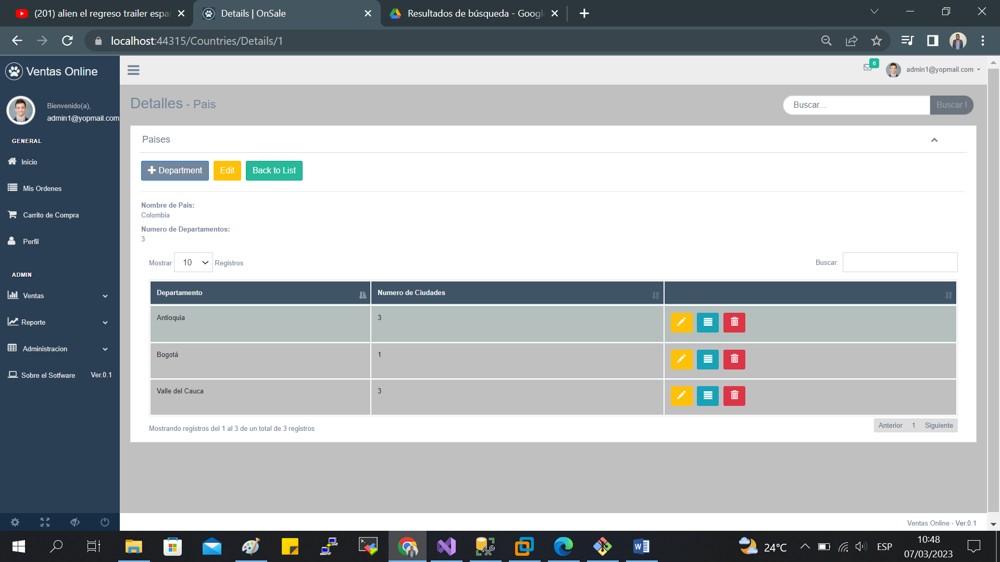 (201) alien el regreso trailer espa
Details | OnSale
Resultados de búsqueda - Googl
localhost:44315/Countries/Details/1
Ventas Online
6
admin1@yopmail.com
Bienvenido(a),
admin1@yopmail.com
Detalles - Pais
Buscar...
Buscar !
GENERAL
Inicio
Mis Ordenes
Carrito de Compra
Perfil
ADMIN
Ventas
Reporte
Administracion
Sobre el Sotfware Ver.0.1
Paises
Department
Edit
Back to List
Nombre de Pais:
Colombia
Numero de Departamentos:
3
Mostrar 10 Registros
Buscar:
Departamento Numero de Ciudades
Antioquia 3
Bogotá 1
Valle del Cauca 3
Mostrando registros del 1 al 3 de un total de 3 registros
Anterior 1 Siguiente
Ventas Online - Ver.0.1
24°C
ESP
10:48
07/03/2023